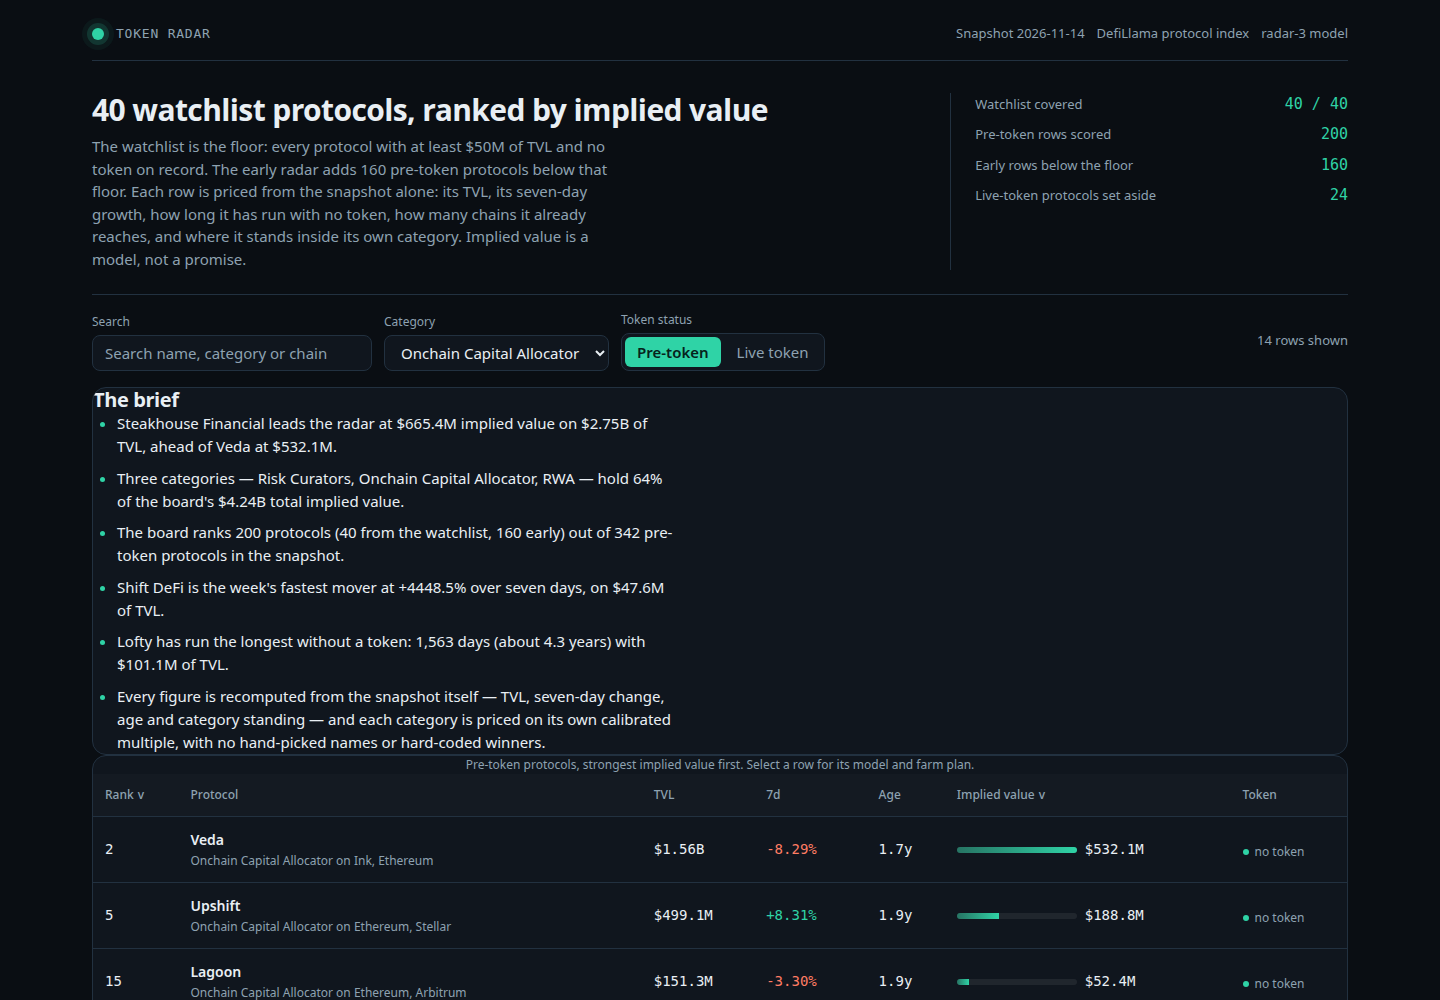 TOKEN RADAR
Snapshot 2026-11-14 DefiLlama protocol index radar-3 model
40 watchlist protocols, ranked by implied value
The watchlist is the floor: every protocol with at least $50M of TVL and no
token on record. The early radar adds 160 pre-token protocols below that
floor. Each row is priced from the snapshot alone: its TVL, its seven-day
growth, how long it has run with no token, how many chains it already
reaches, and where it stands inside its own category. Implied value is a
model, not a promise.
Watchlist covered 40 / 40
Pre-token rows scored 200
Early rows below the floor 160
Live-token protocols set aside 24
Search Category Token status
Search name, category or chain Onchain Capital Allocator Pre-token Live token
14 rows shown
The brief
Steakhouse Financial leads the radar at $665.4M implied value on $2.75B of
TVL, ahead of Veda at $532.1M.
Three categories — Risk Curators, Onchain Capital Allocator, RWA — hold 64%
of the board's $4.24B total implied value.
The board ranks 200 protocols (40 from the watchlist, 160 early) out of 342 pre-
token protocols in the snapshot.
Shift DeFi is the week's fastest mover at +4448.5% over seven days, on $47.6M
of TVL.
Lofty has run the longest without a token: 1,563 days (about 4.3 years) with
$101.1M of TVL.
Every figure is recomputed from the snapshot itself — TVL, seven-day change,
age and category standing — and each category is priced on its own calibrated
multiple, with no hand-picked names or hard-coded winners.
Pre-token protocols, strongest implied value first. Select a row for its model and farm plan.
Rank v Protocol TVL 7d Age Implied value v Token
2 Veda $1.56B -8.29% 1.7y $532.1M no token
Onchain Capital Allocator on Ink, Ethereum
5 Upshift $499.1M +8.31% 1.9y $188.8M no token
Onchain Capital Allocator on Ethereum, Stellar
15 Lagoon $151.3M -3.30% 1.9y $52.4M no token
Onchain Capital Allocator on Ethereum, Arbitrum